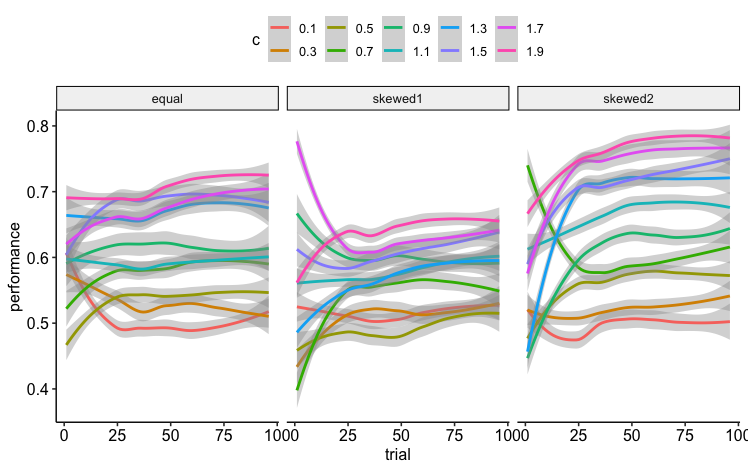 c 0.1 0.5 0.9 1.3 1.7
0.3 0.7 1.1 1.5 1.9
equal skewed1 skewed2
0.8
0.7
0.6
0.5
0.4
performance
0 25 50 75 100 0 25 50 75 100 0 25 50 75 100
trial